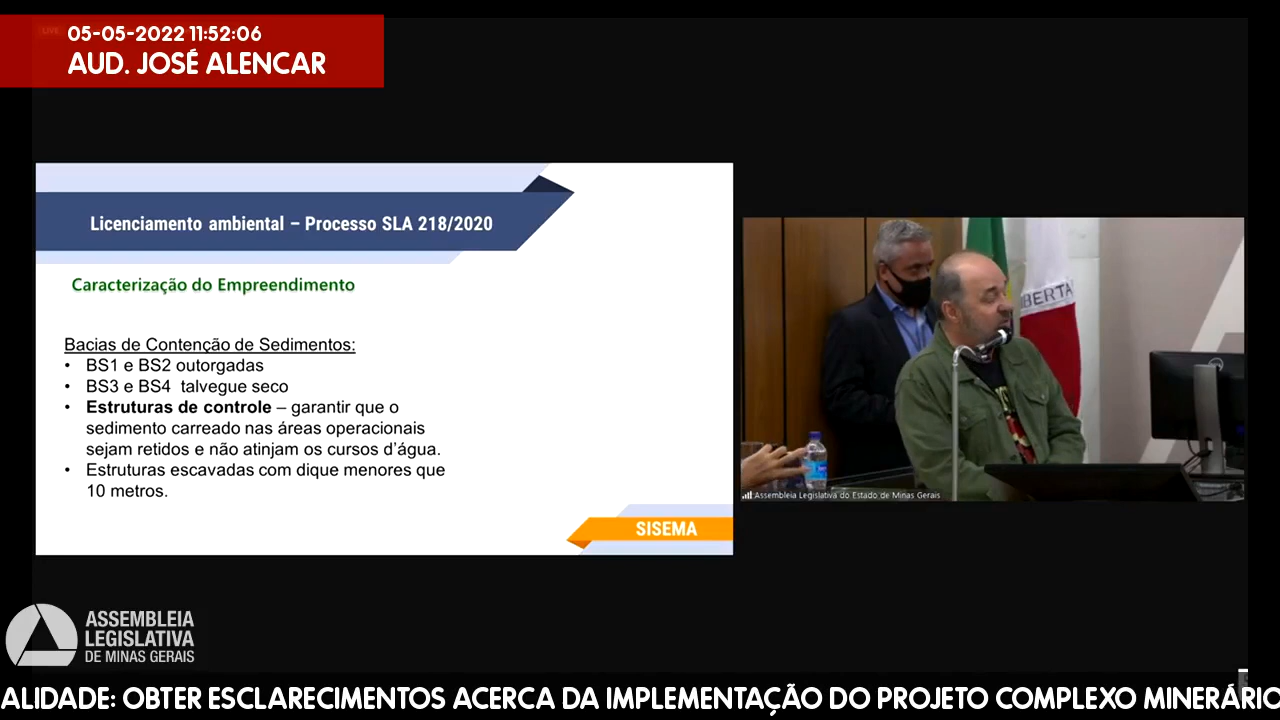 05-05-2022 11:52:06
AUD. JOSÉ ALENCAR
Licenciamento ambiental – Processo SLA 218/2020
Caracterização do Empreendimento
Bacias de Contenção de Sedimentos:
• BS1 e BS2 outorgadas
• BS3 e BS4 talvegue seco
• Estruturas de controle – garantir que o
sedimento carreado nas áreas operacionais
sejam retidos e não atinjam os cursos d'água.
• Estruturas escavadas com dique menores que
10 metros.
SISEMA
BERTA
Assembleia Legislativa do Estado de Minas Gerais
ASSEMBLEIA
LEGISLATIVA
DE MINAS GERAIS
ALIDADE: OBTER ESCLARECIMENTOS ACERCA DA IMPLEMENTAÇÃO DO PROJETO COMPLEXO MINERÁRIO